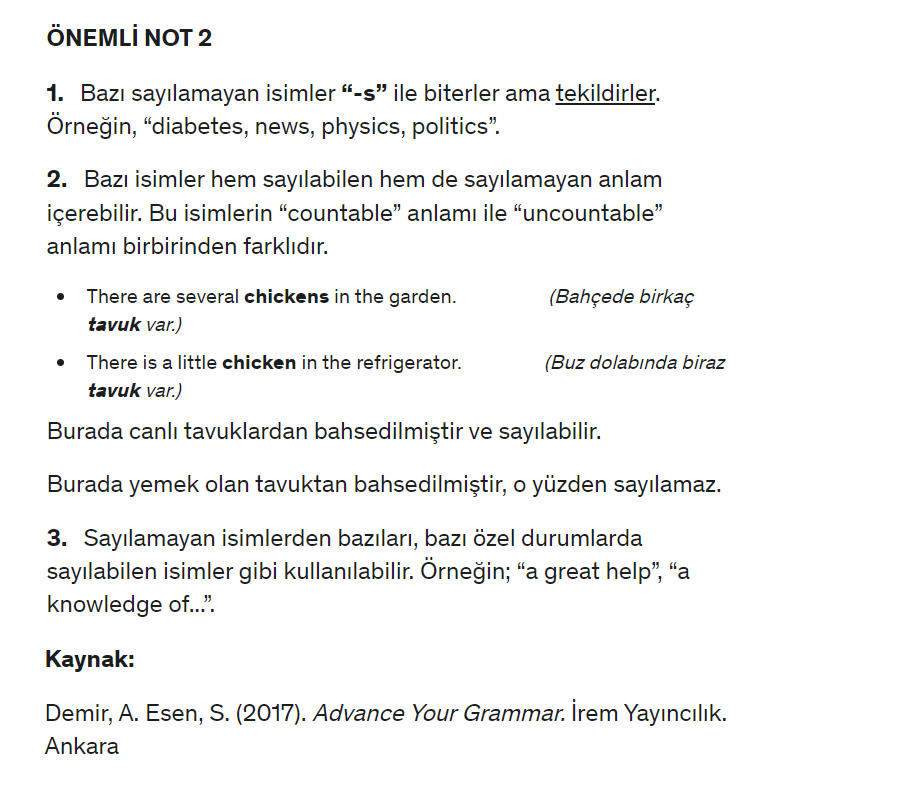 ÖNEMLİ NOT 2
1. Bazı sayılamayan isimler “-s” ile biterler ama tekildirler.
Örneğin, “diabetes, news, physics, politics”.
2. Bazı isimler hem sayılabilen hem de sayılamayan anlam
içerebilir. Bu isimlerin “countable” anlamı ile “uncountable”
anlamı birbirinden farklıdır.
• There are several chickens in the garden. (Bahçede birkaç
tavuk var.)
• There is a little chicken in the refrigerator. (Buz dolabında biraz
tavuk var.)
Burada canlı tavuklardan bahsedilmiştir ve sayılabilir.
Burada yemek olan tavuktan bahsedilmiştir, o yüzden sayılamaz.
3. Sayılamayan isimlerden bazıları, bazı özel durumlarda
sayılabilen isimler gibi kullanılabilir. Örneğin; “a great help”, “a
knowledge of…”.
Kaynak:
Demir, A. Esen, S. (2017). Advance Your Grammar. İrem Yayıncılık.
Ankara